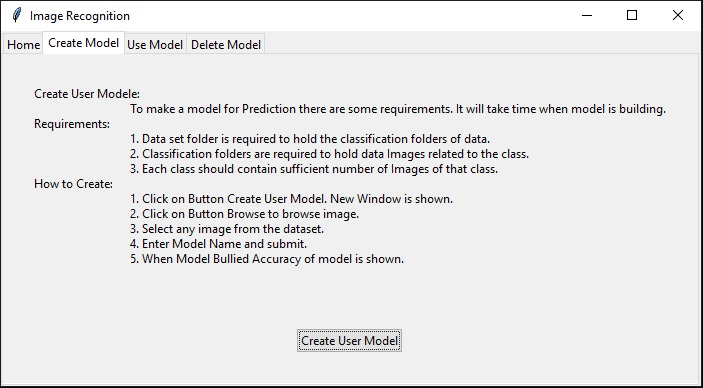 Image Recognition
Home Create Model Use Model Delete Model
Create User Modele:
To make a model for Prediction there are some requirements. It will take time when model is building.
Requirements:
1. Data set folder is required to hold the classification folders of data.
2. Classification folders are required to hold data Images related to the class.
3. Each class should contain sufficient number of Images of that class.
How to Create:
1. Click on Button Create User Model. New Window is shown.
2. Click on Button Browse to browse image.
3. Select any image from the dataset.
4. Enter Model Name and submit.
5. When Model Bullied Accuracy of model is shown.
Create User Model